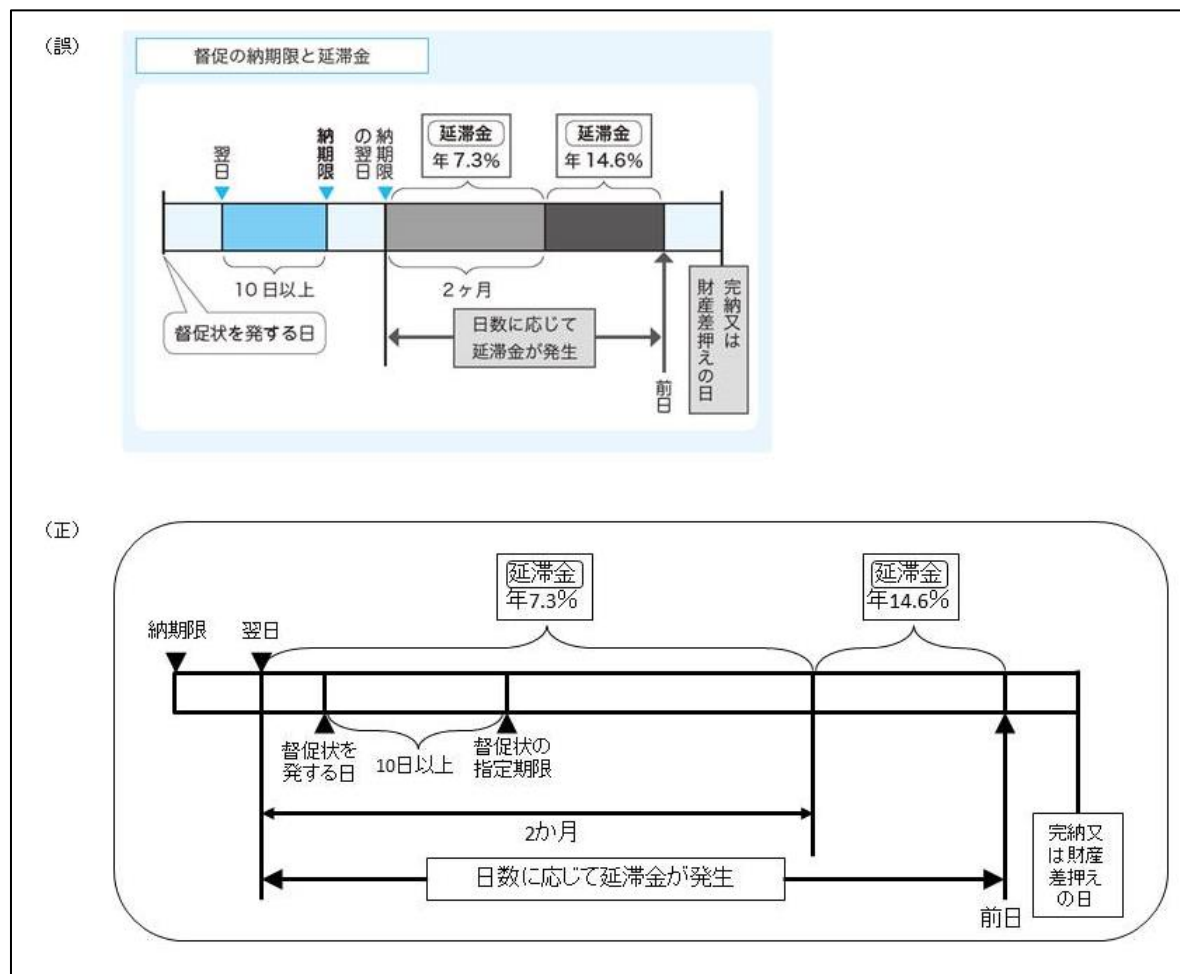 （誤）
督促の納期限と延滞金
翌日
納期限
納期限
の翌日
延滞金
年7.3%
延滞金
年14.6%
10日以上
2ヶ月
督促状を発する日
日数に応じて
延滞金が発生
前日
完納又は
財産差押えの日
（正）
延滞金
年7.3%
延滞金
年14.6%
納期限
翌日
督促状を
発する日
10日以上
督促状の
指定期限
2か月
日数に応じて延滞金が発生
前日
完納又
は財産
差押え
の日